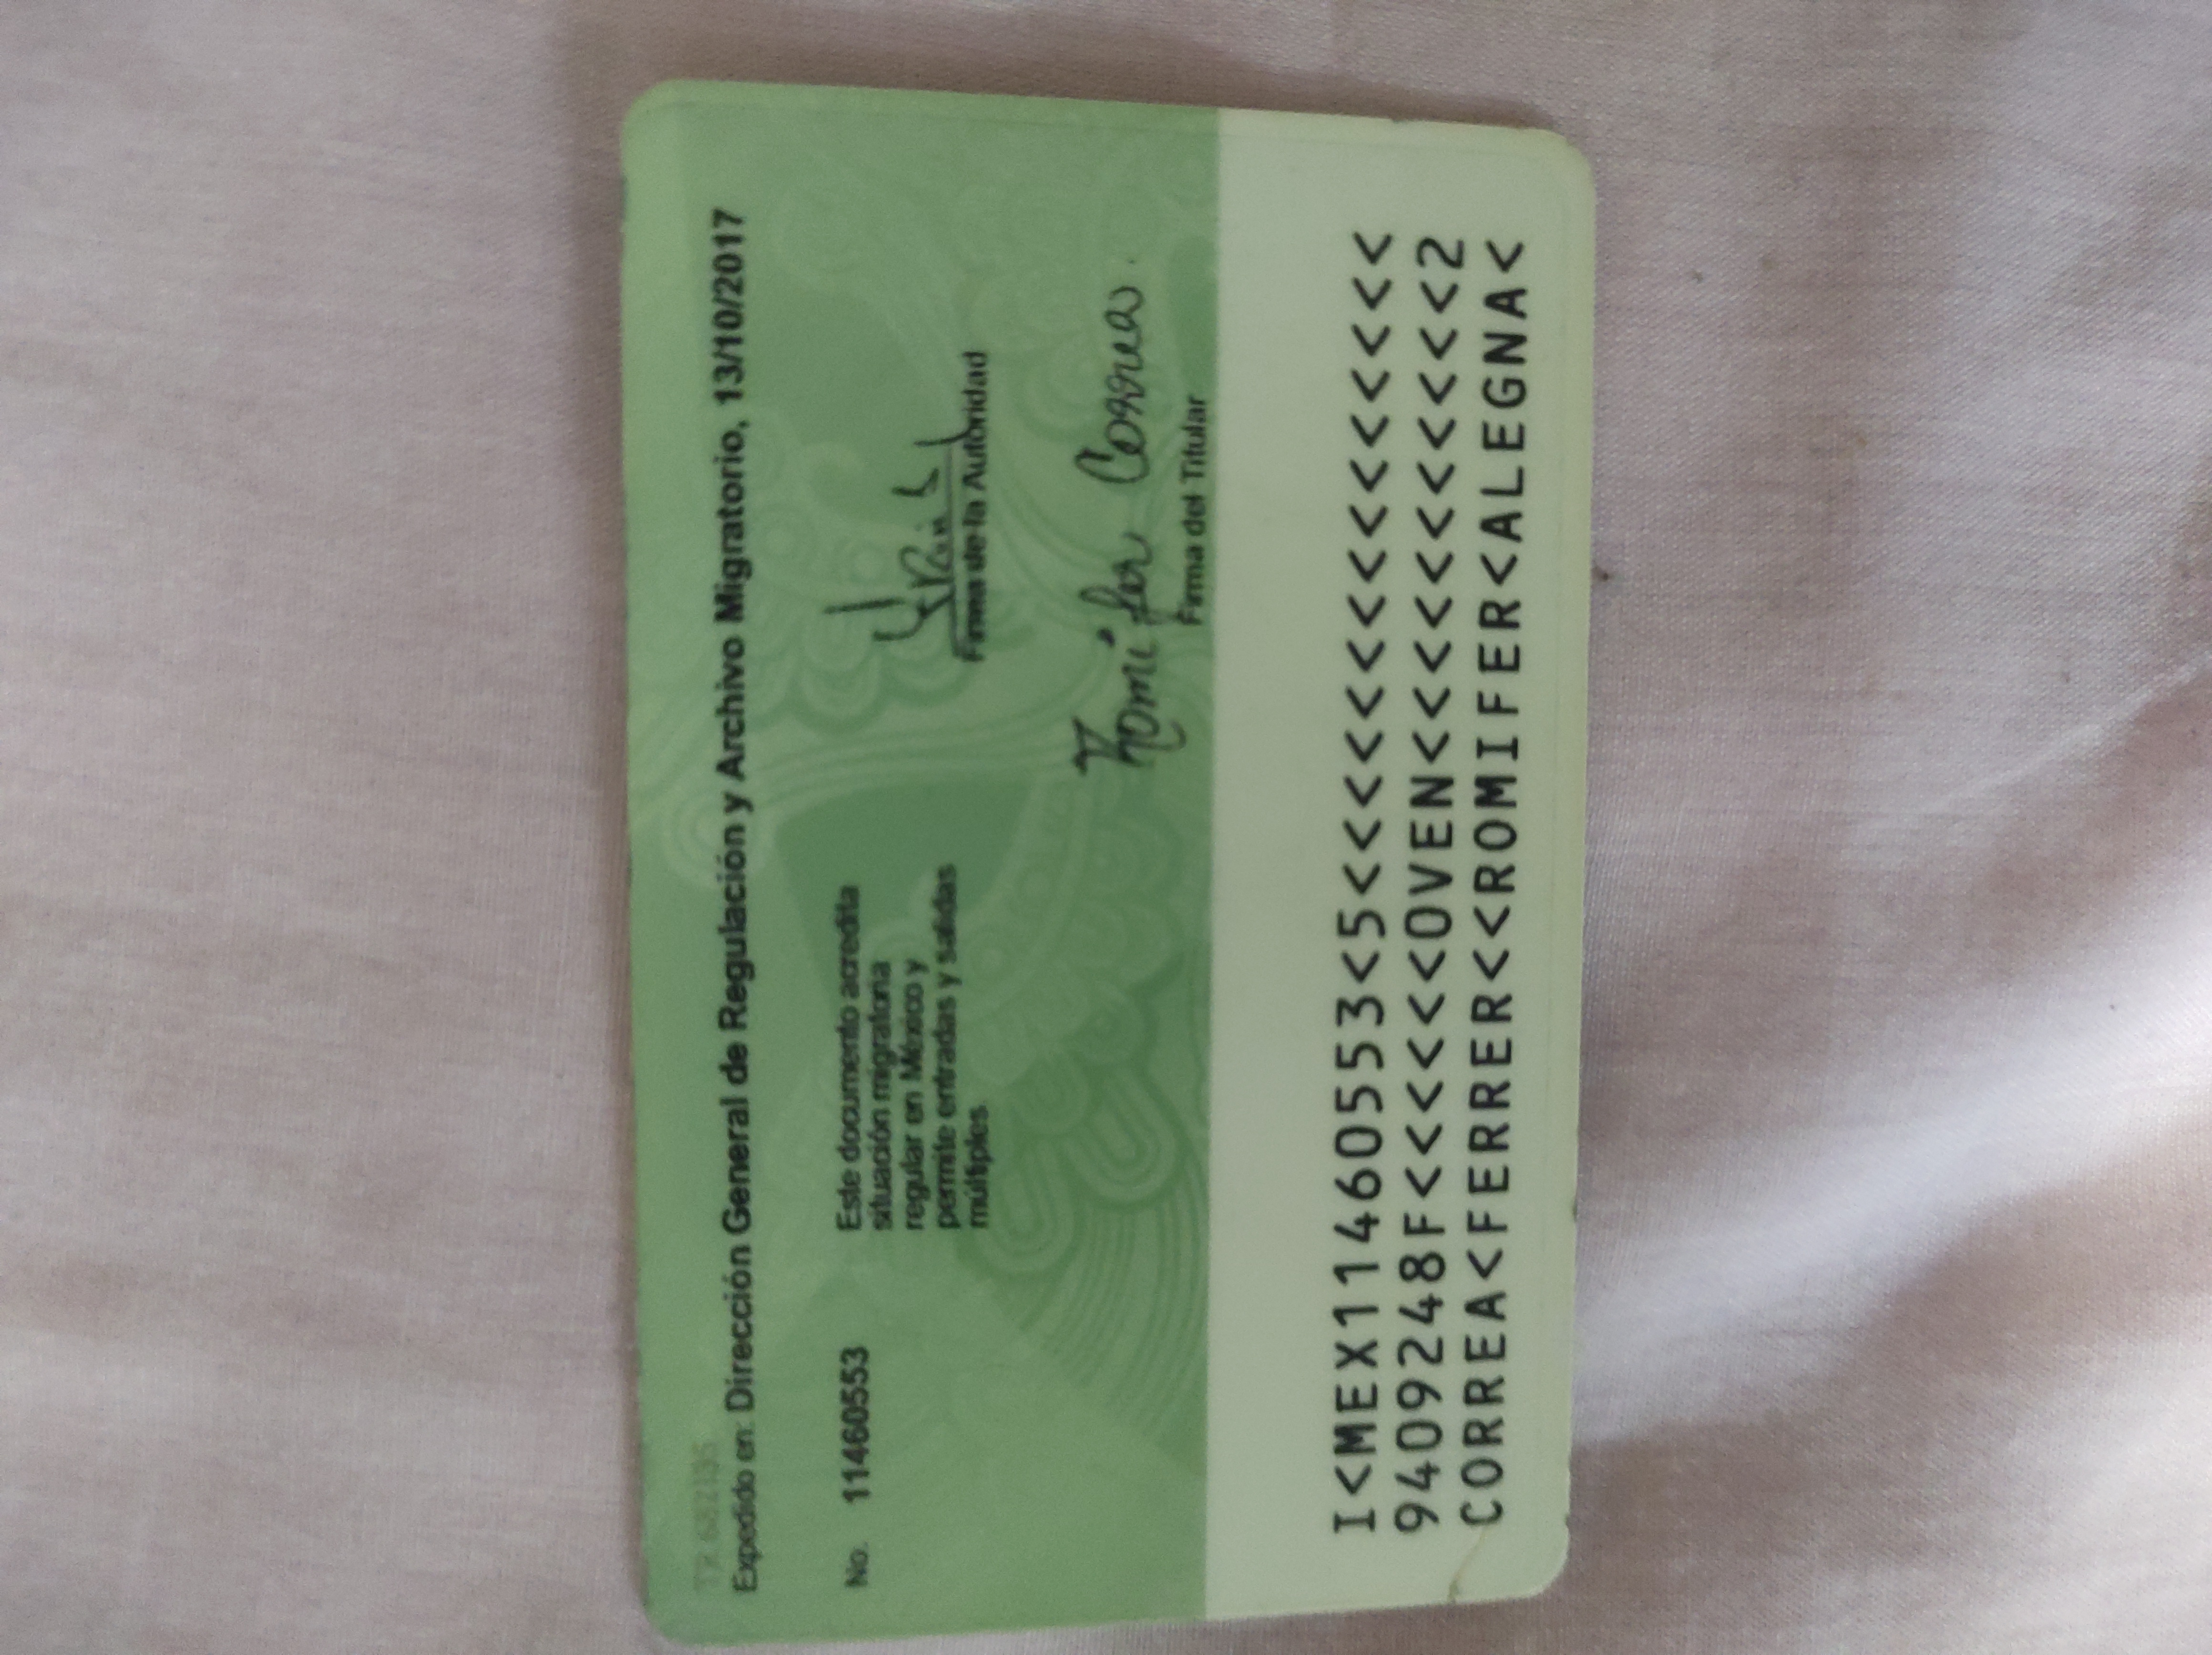 Expedido en: Dirección General de Regulación y Archivo Migratorio, 13/10/2017
No. 11460553
Este documento acredita
situación migratoria
regular en México y
permite entradas y salidas
múltiples.
Firma de la Autoridad
Romifer Correa.
Firma del Titular
I<MEX11460553<5<<<<<<<<<<<<<<<
9409248F<<<<<<0VEN<<<<<<<<<<<2
CORREA<FERRER<<ROMIFER<ALEGNA<